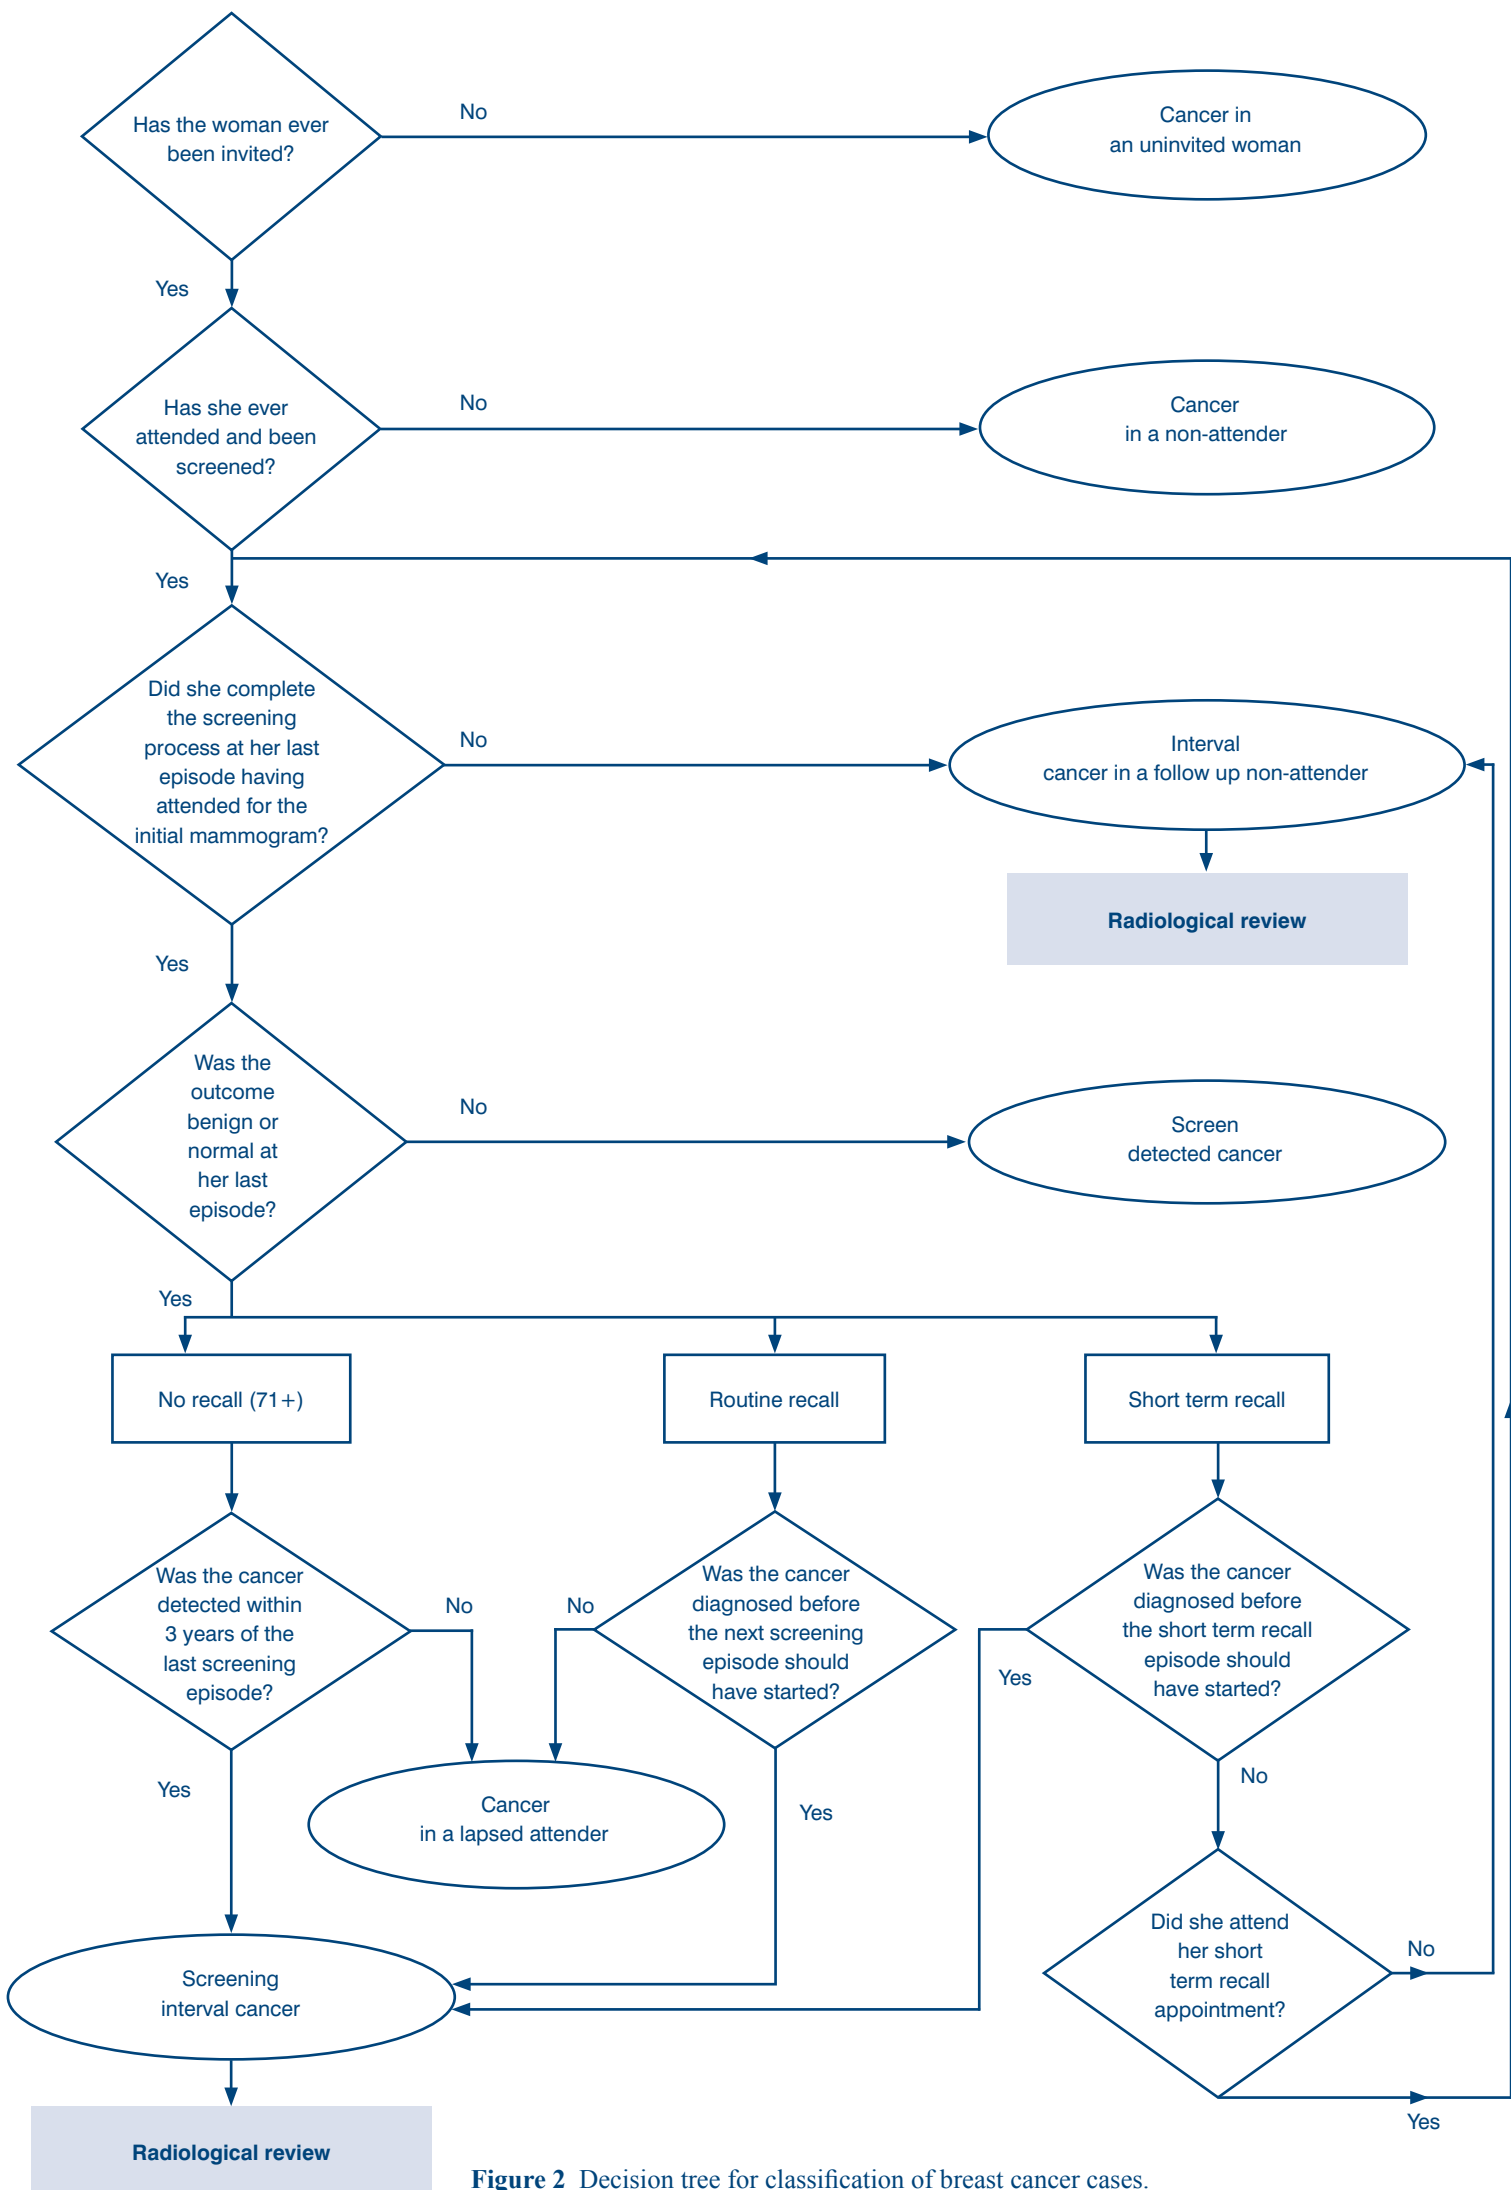 Has the woman ever
been invited?
No
Cancer in
an uninvited woman
Yes
Has she ever
attended and been
screened?
No
Cancer
in a non-attender
Yes
Did she complete
the screening
process at her last
episode having
attended for the
initial mammogram?
No
Interval
cancer in a follow up non-attender
Radiological review
Yes
Was the
outcome
benign or
normal at
her last
episode?
No
Screen
detected cancer
Yes
No recall (71+)
Routine recall
Short term recall
Was the cancer
detected within
3 years of the
last screening
episode?
No
No
Was the cancer
diagnosed before
the next screening
episode should
have started?
Yes
Was the cancer
diagnosed before
the short term recall
episode should
have started?
Yes
Cancer
in a lapsed attender
Yes
No
Did she attend
her short
term recall
appointment?
No
Yes
Screening
interval cancer
Radiological review
Figure 2 Decision tree for classification of breast cancer cases.